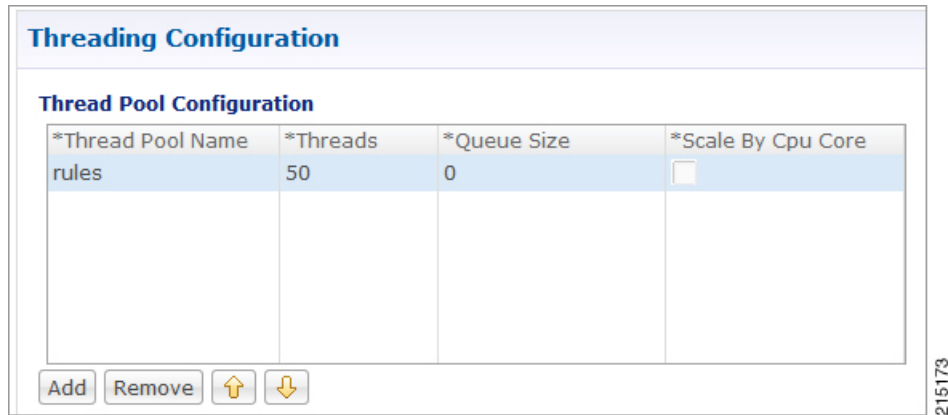 Threading Configuration
Thread Pool Configuration
*Thread Pool Name *Threads *Queue Size *Scale By Cpu Core
rules 50 0
Add Remove
215173